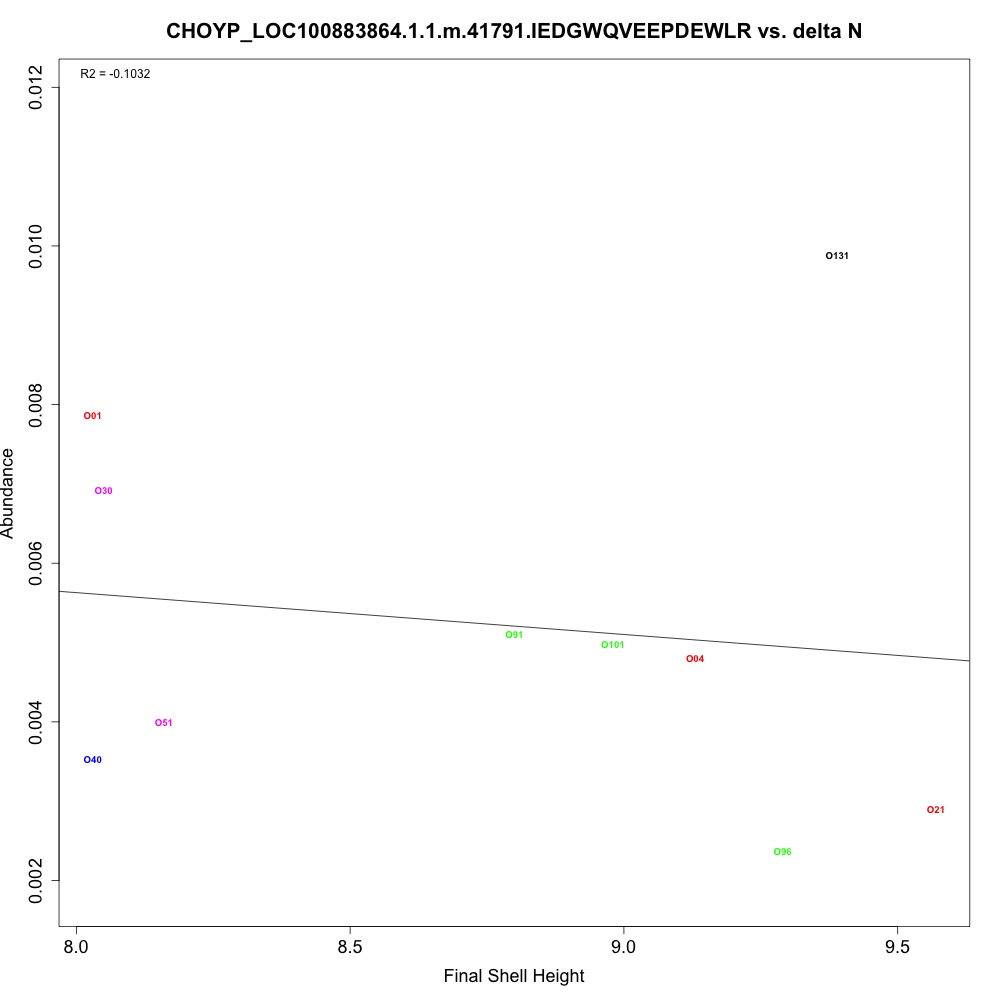 CHOYP_LOC100883864.1.1.m.41791.IEDGWQVEEPDEWLR vs. delta N
R2 = -0.1032
0.012
0.010
0.008
0.006
0.004
0.002
Abundance
O131
O01
O30
O91
O101
O04
O51
O40
O21
O96
8.0
8.5
9.0
9.5
Final Shell Height